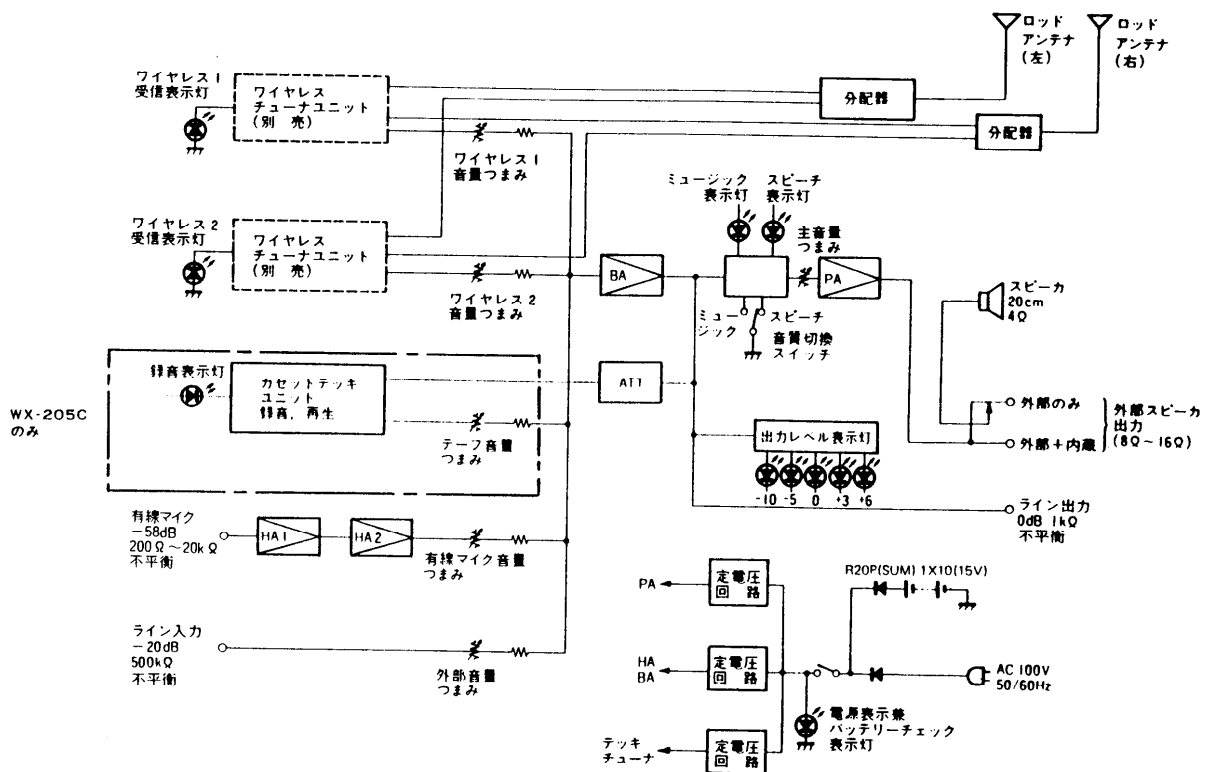 ロッド
アンテナ
(左)
ロッド
アンテナ
(右)
分配器
分配器
ワイヤレス1
受信表示灯
ワイヤレス
チューナユニット
(別 売)
ワイヤレス1
音量つまみ
ワイヤレス2
受信表示灯
ワイヤレス
チューナユニット
(別 売)
ワイヤレス2
音量つまみ
BA
ミュージック
表示灯
スピーチ
表示灯
主音量
つまみ
PA
ミュー
ジック
スピーチ
音質切換
スイッチ
スピーカ
20cm
4Ω
WX-205C
のみ
録音表示灯
カセットテッキ
ユニット
録音,再生
テーフ音量
つまみ
ATT
出力レベル表示灯
-10 -5 0 +3 +6
外部のみ
外部+内蔵
外部スピーカ
出力
(8Ω~16Ω)
ライン出力
0dB 1kΩ
不平衡
有線マイク
-58dB
200Ω~20kΩ
不平衡
HA1
HA2
有線マイク音量
つまみ
ライン入力
-20dB
500kΩ
不平衡
外部音量
つまみ
PA
定電圧
回 路
R20P(SUM) 1X10(15V)
HA
BA
定電圧
回 路
AC 100V
50/60Hz
電原表示兼
バッテリーチェック
表示灯
テッキ
チューナ
定電圧
回 路